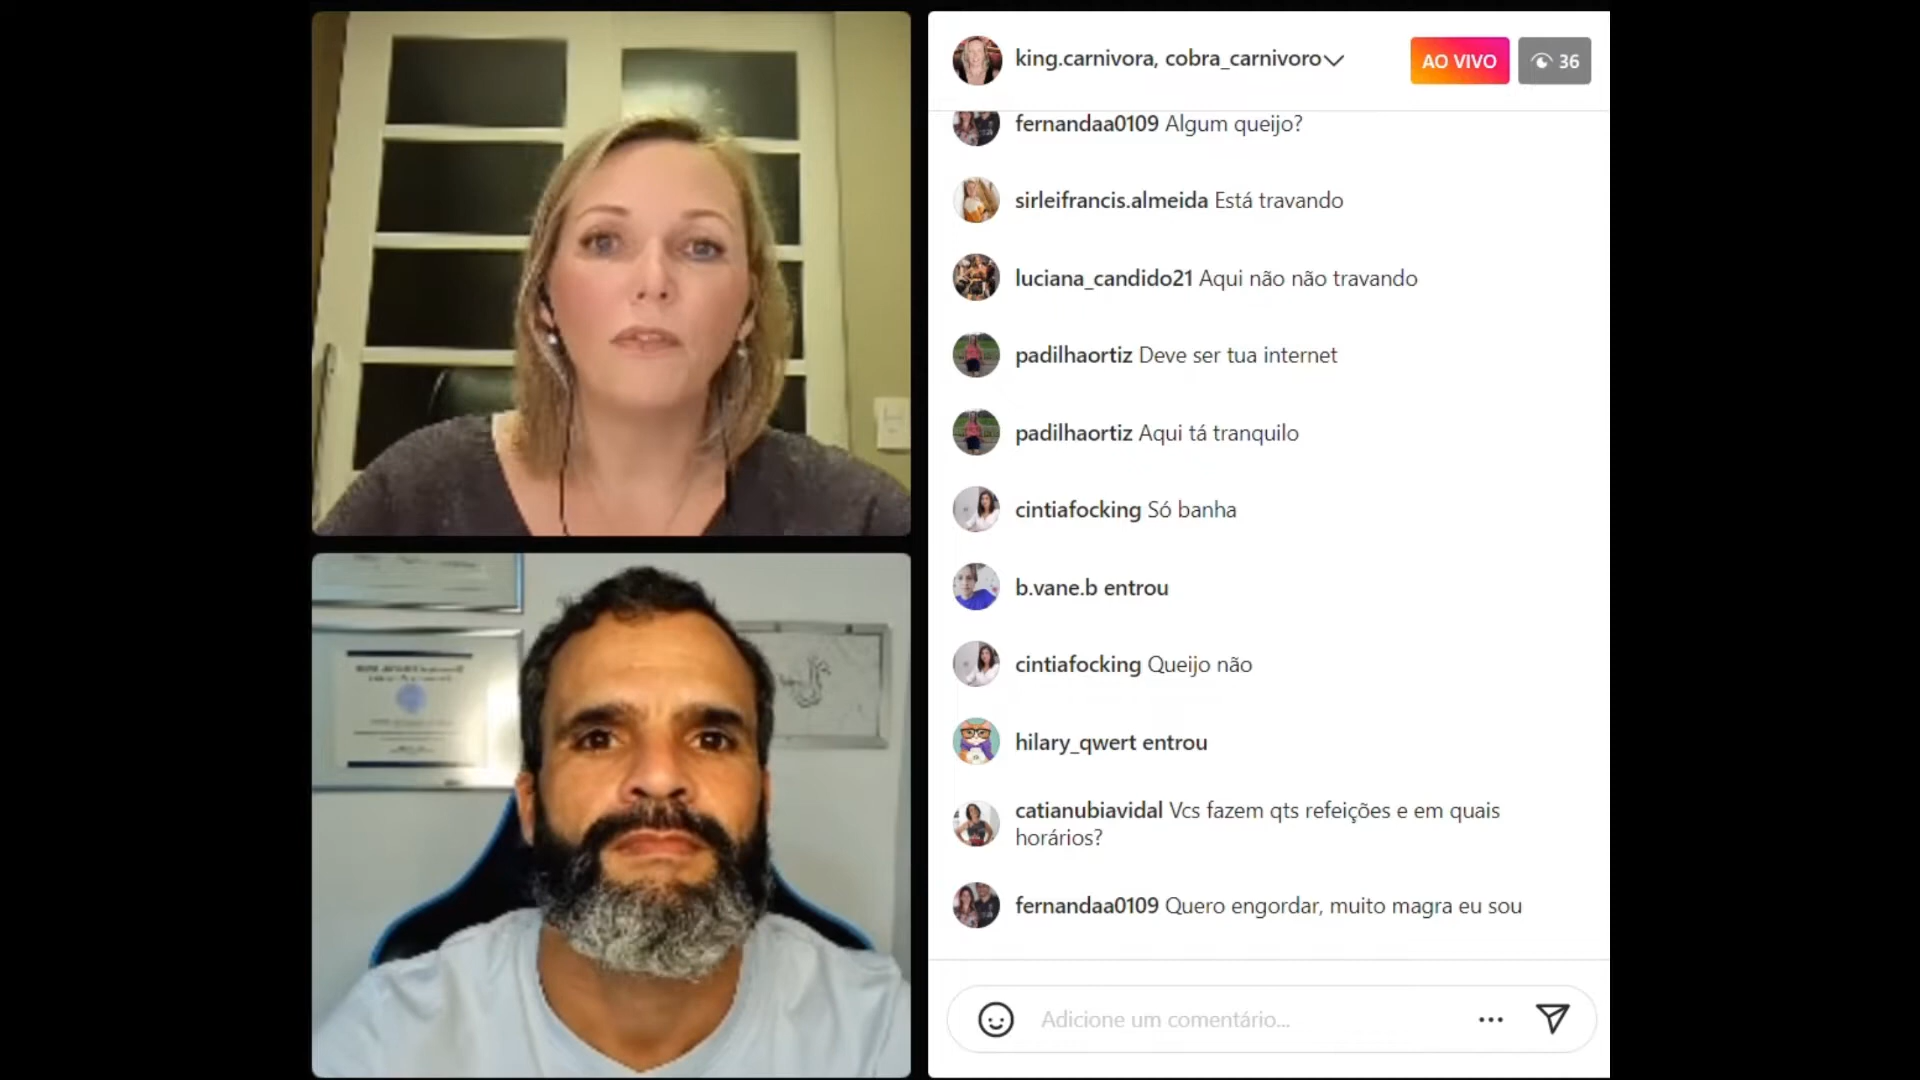 king.carnivora, cobra_carnivoro
AO VIVO
36
fernandaa0109 Algum queijo?
sirleifrancis.almeida Está travando
luciana_candido21 Aqui não não travando
padilhaortiz Deve ser tua internet
padilhaortiz Aqui tá tranquilo
cintiafocking Só banha
b.vane.b entrou
cintiafocking Queijo não
hilary_qwert entrou
catianubiavidal Vcs fazem qts refeições e em quais
horários?
fernandaa0109 Quero engordar, muito magra eu sou
Adicione um comentário...